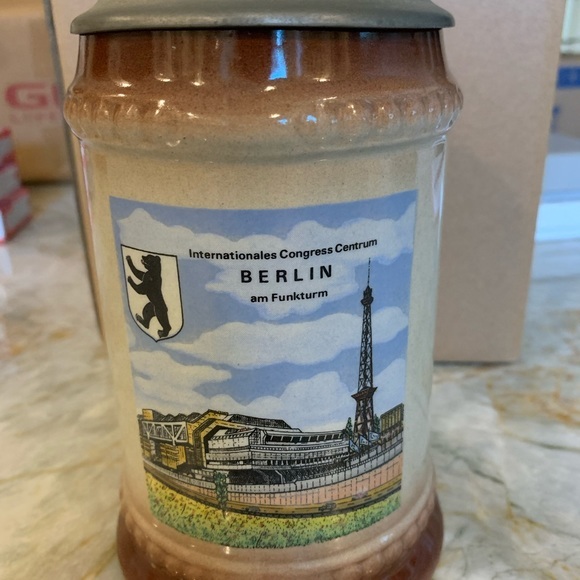 Internationales Congress Centrum
BERLIN
am Funkturm